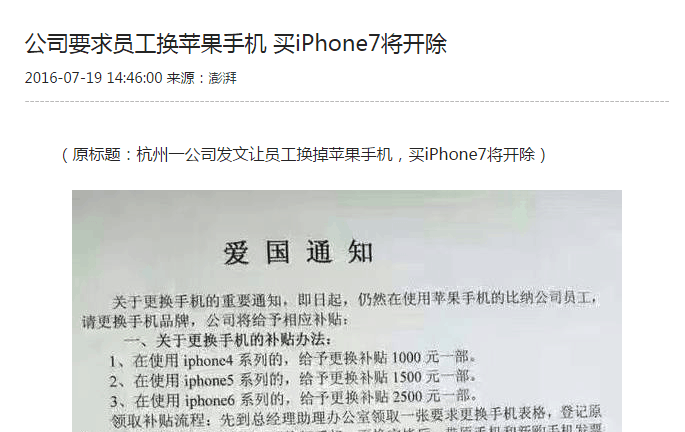 公司要求员工换苹果手机 买iPhone7将开除
2016-07-19 14:46:00 来源：澎湃
（原标题：杭州一公司发文让员工换掉苹果手机，买iPhone7将开除）
爱 国 通 知
关于更换手机的重要通知，即日起，仍然在使用苹果手机的比纳公司员工，
请更换手机品牌，公司将给予相应补贴：
一、关于更换手机的补贴办法：
1、在使用 iphone4 系列的，给予更换补贴 1000 元一部。
2、在使用 iphone5 系列的，给予更换补贴 1500 元一部。
3、在使用 iphone6 系列的，给予更换补贴 2500 元一部。
领取补贴流程：先到总经理助理办公室领取一张要求更换手机表格，登记原